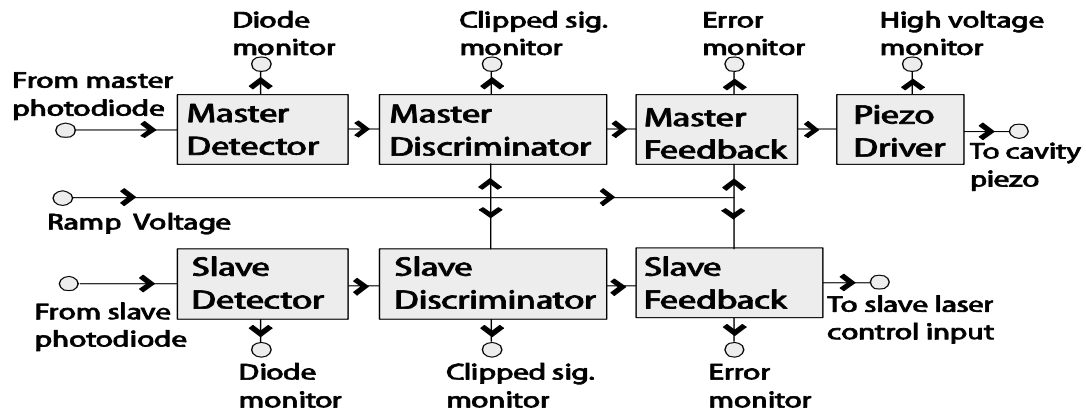 Diode
monitor
Clipped sig.
monitor
Error
monitor
High voltage
monitor
From master
photodiode
Master
Detector
Master
Discriminator
Master
Feedback
Piezo
Driver
To cavity
piezo
Ramp Voltage
Slave
Detector
Slave
Discriminator
Slave
Feedback
From slave
photodiode
To slave laser
control input
Diode
monitor
Clipped sig.
monitor
Error
monitor